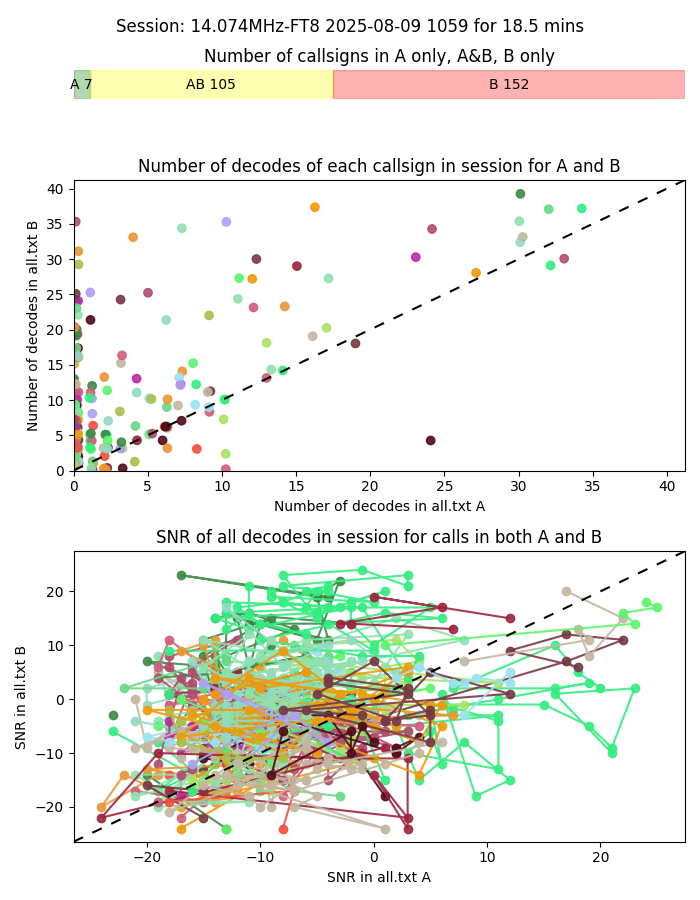 Session: 14.074MHz-FT8 2025-08-09 1059 for 18.5 mins
Number of callsigns in A only, A&B, B only
A 7 AB 105 B 152
Number of decodes of each callsign in session for A and B
40
35
30
25
20
15
10
5
0
Number of decodes in all.txt B
0 5 10 15 20 25 30 35 40
Number of decodes in all.txt A
SNR of all decodes in session for calls in both A and B
20
10
0
−10
−20
SNR in all.txt B
−20 −10 0 10 20
SNR in all.txt A